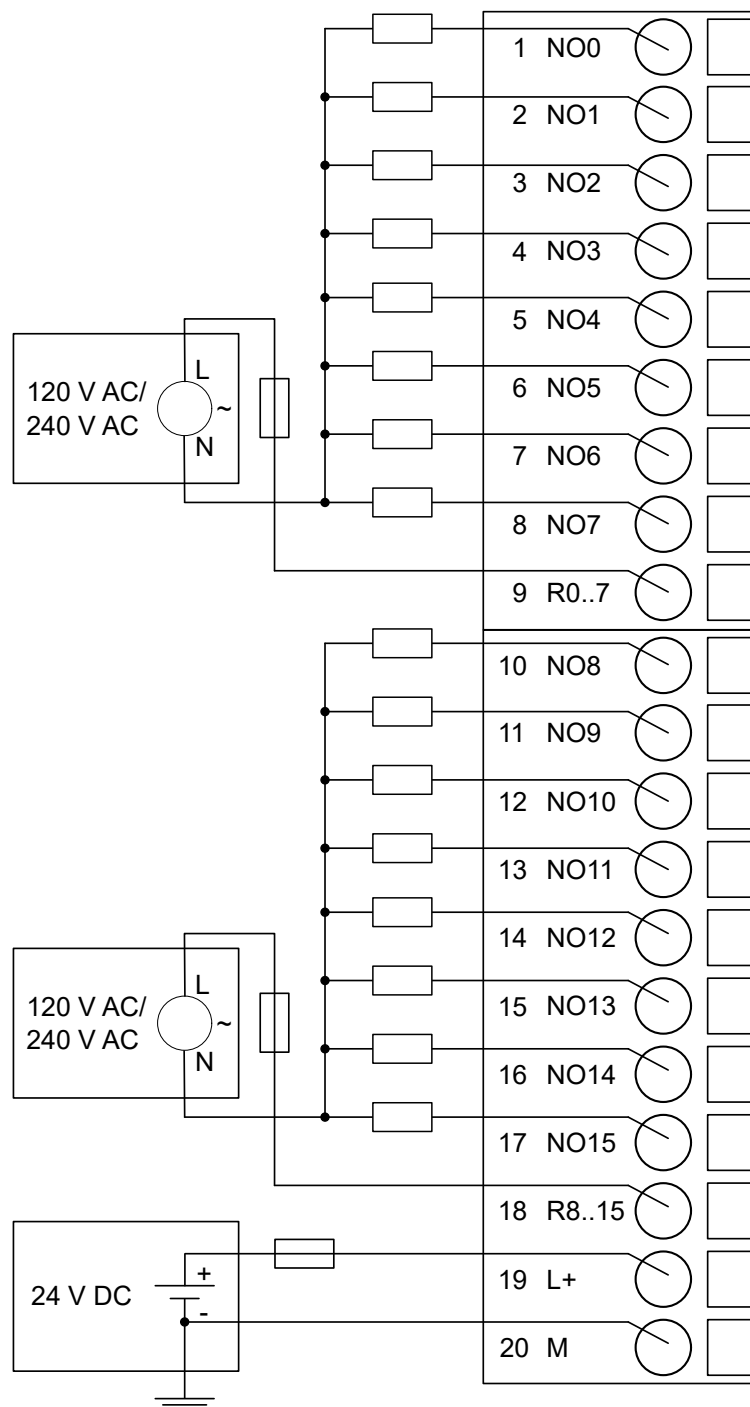 1 NO0
2 NO1
3 NO2
4 NO3
5 NO4
L
120 V AC/
6 NO5
~
240 V AC
N
7 NO6
8 NO7
9 R0..7
10 NO8
11 NO9
12 NO10
13 NO11
14 NO12
L
120 V AC/
15 NO13
~
240 V AC
N
16 NO14
17 NO15
18 R8..15
+
24 V DC
19 L+
-
20 M